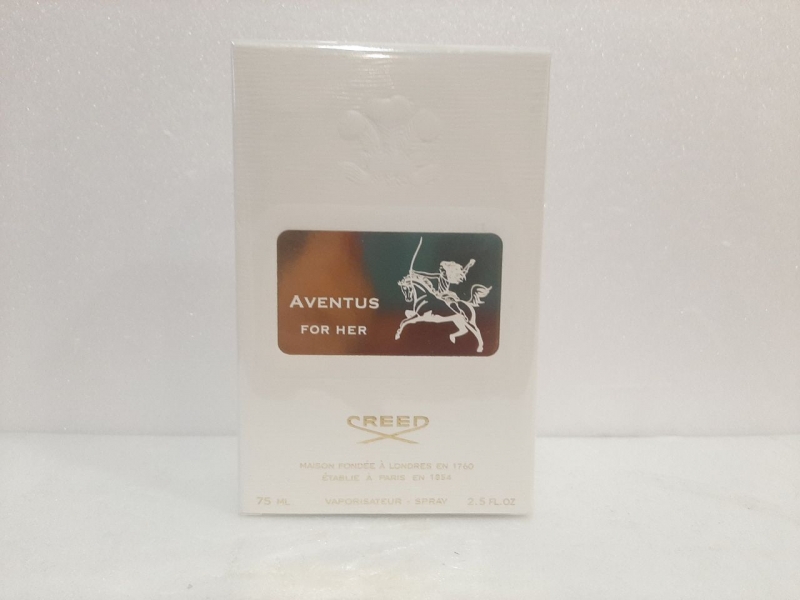 AVENTUS
FOR HER
CREED
MAISON FONDÉE À LONDRES EN 1760
ÉTABLIE À PARIS EN 1854
75 ML VAPORISATEUR - SPRAY 2.5 FL.OZ